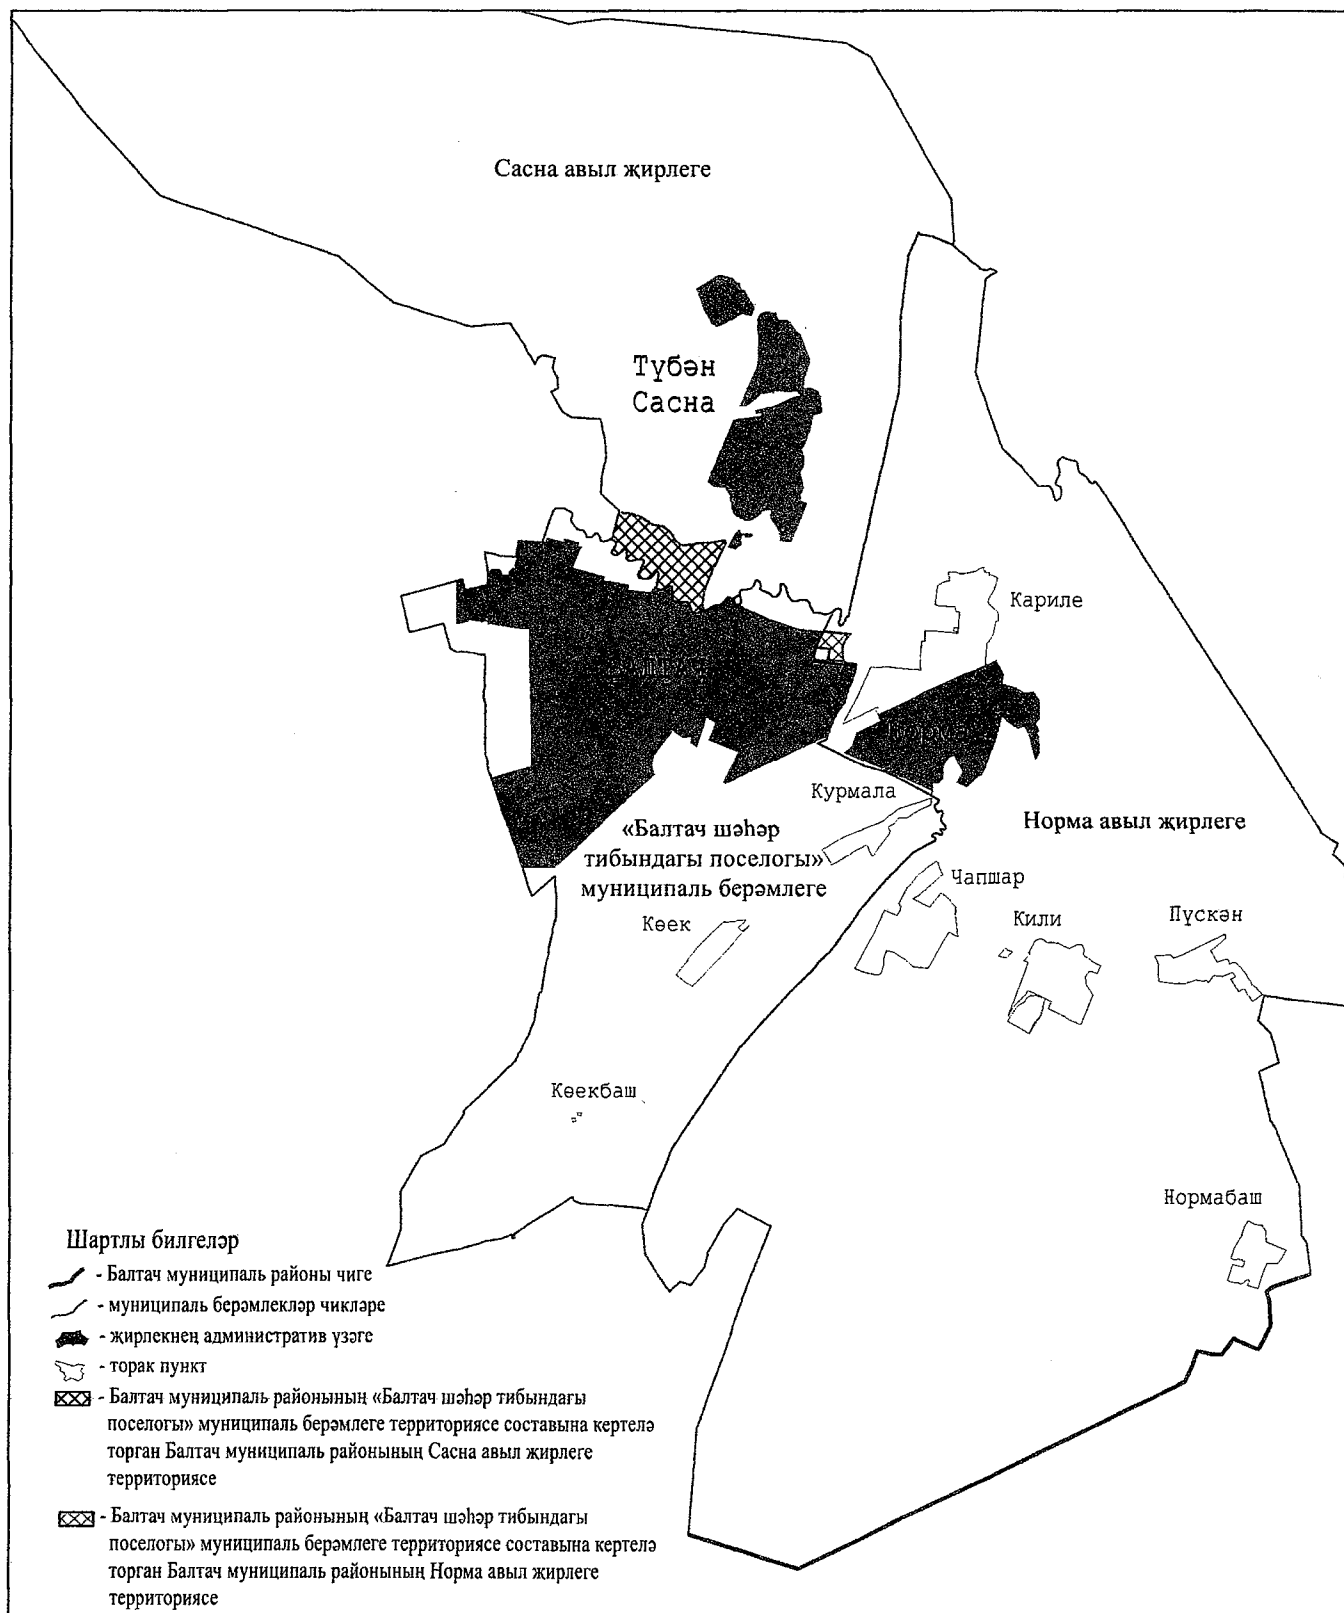 Сасна авыл җирлеге
Түбән
Сасна
Кариле
Норма
Курмала
Норма авыл җирлеге
«Балтач шәһәр
тибындагы поселогы»
муниципаль берәмлеге
Чапшар
Көек
Кили
Пүскән
Көекбаш
Нормабаш
Шартлы билгеләр
- Балтач муниципаль районы чиге
- муниципаль берәмлекләр чикләре
- җирлекнең административ үзәге
- торак пункт
- Балтач муниципаль районының «Балтач шәһәр тибындагы
поселогы» муниципаль берәмлеге территориясе составына кертелә
торган Балтач муниципаль районының Сасна авыл җирлеге
территориясе
- Балтач муниципаль районының «Балтач шәһәр тибындагы
поселогы» муниципаль берәмлеге территориясе составына кертелә
торган Балтач муниципаль районының Норма авыл җирлеге
территориясе